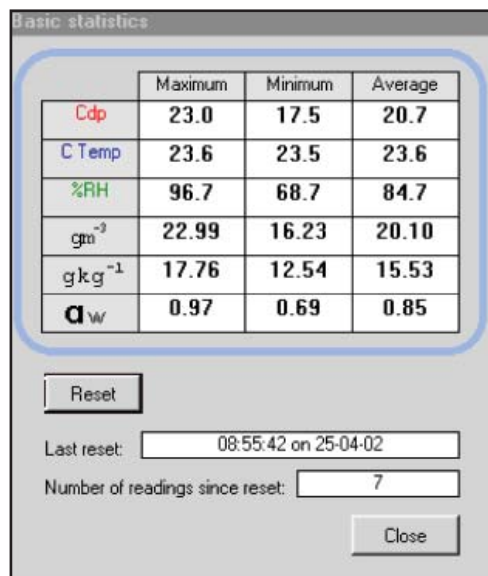 Basic statistics
Maximum Minimum Average
Cdp 23.0 17.5 20.7
C Temp 23.6 23.5 23.6
%RH 96.7 68.7 84.7
gm⁻³ 22.99 16.23 20.10
gkg⁻¹ 17.76 12.54 15.53
aw 0.97 0.69 0.85
Reset
Last reset: 08:55:42 on 25-04-02
Number of readings since reset: 7
Close